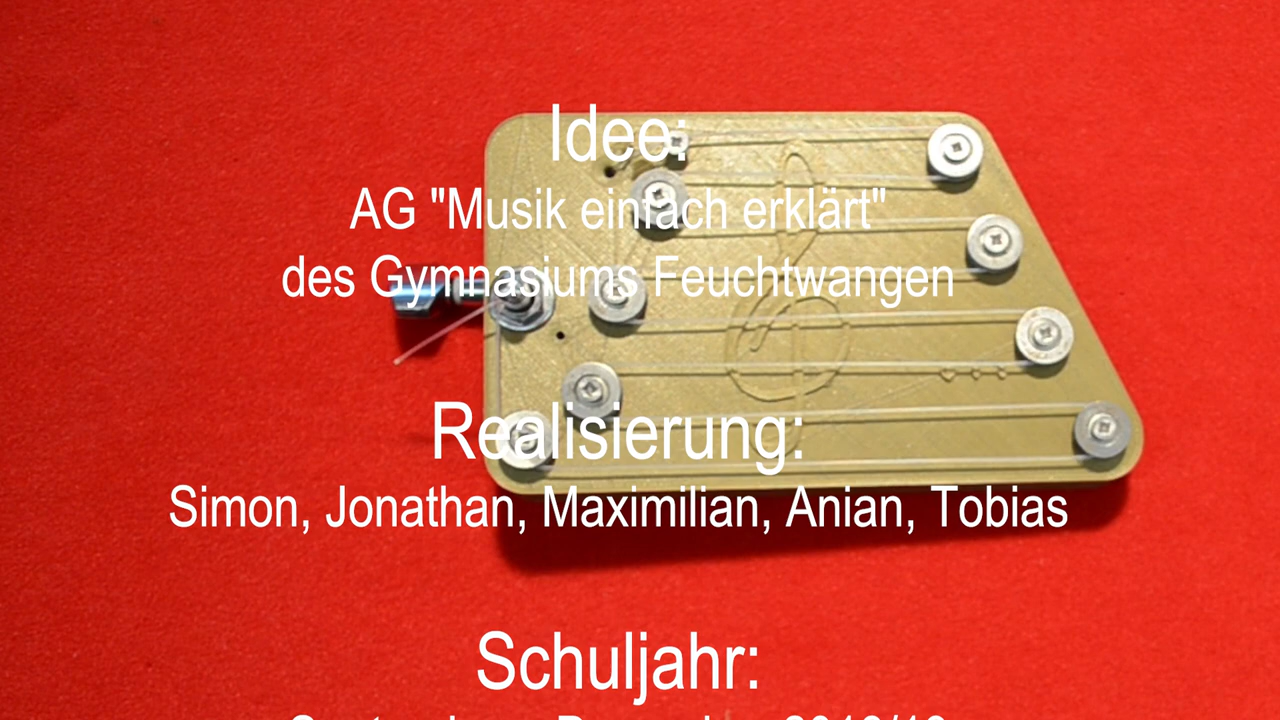 Idee:
AG "Musik einfach erklärt"
des Gymnasiums Feuchtwangen
Realisierung:
Simon, Jonathan, Maximilian, Anian, Tobias
Schuljahr: